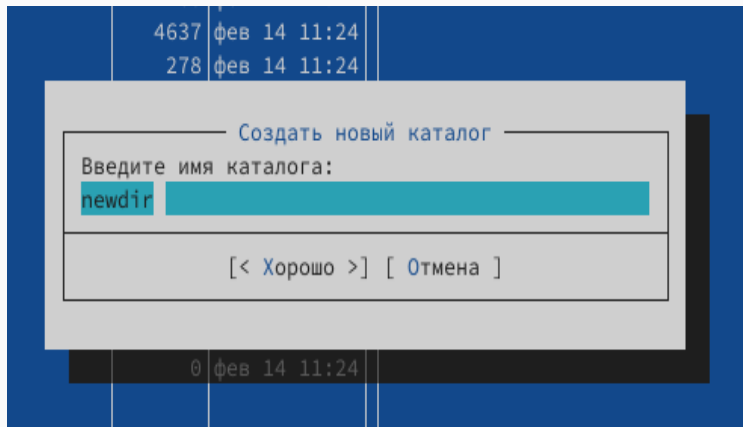 4637 фев 14 11:24
278 фев 14 11:24
Создать новый каталог
Введите имя каталога:
newdir
[< Хорошо >] [ Отмена ]
0 фев 14 11:24